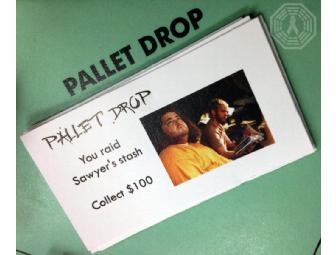 PALLET DROP
PALLET DROP
You raid
Sawyer's stash
Collect $100